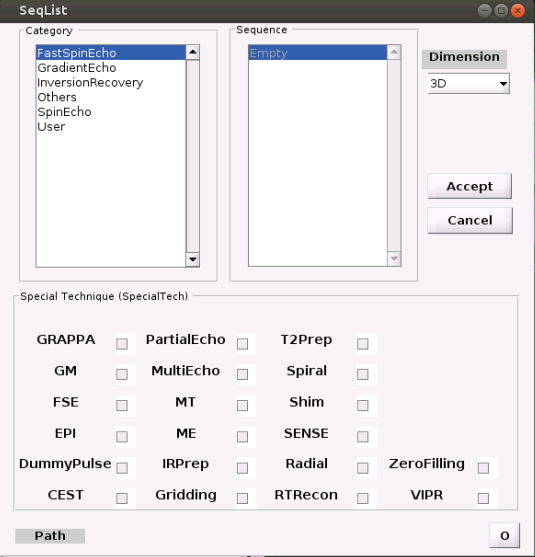 SeqList
Category
Sequence
FastSpinEcho
GradientEcho
InversionRecovery
Others
SpinEcho
User
Empty
Dimension
3D
Accept
Cancel
Special Technique (SpecialTech)
GRAPPA PartialEcho T2Prep
GM MultiEcho Spiral
FSE MT Shim
EPI ME SENSE
DummyPulse IRPrep Radial ZeroFilling
CEST Gridding RTRecon VIPR
Path O